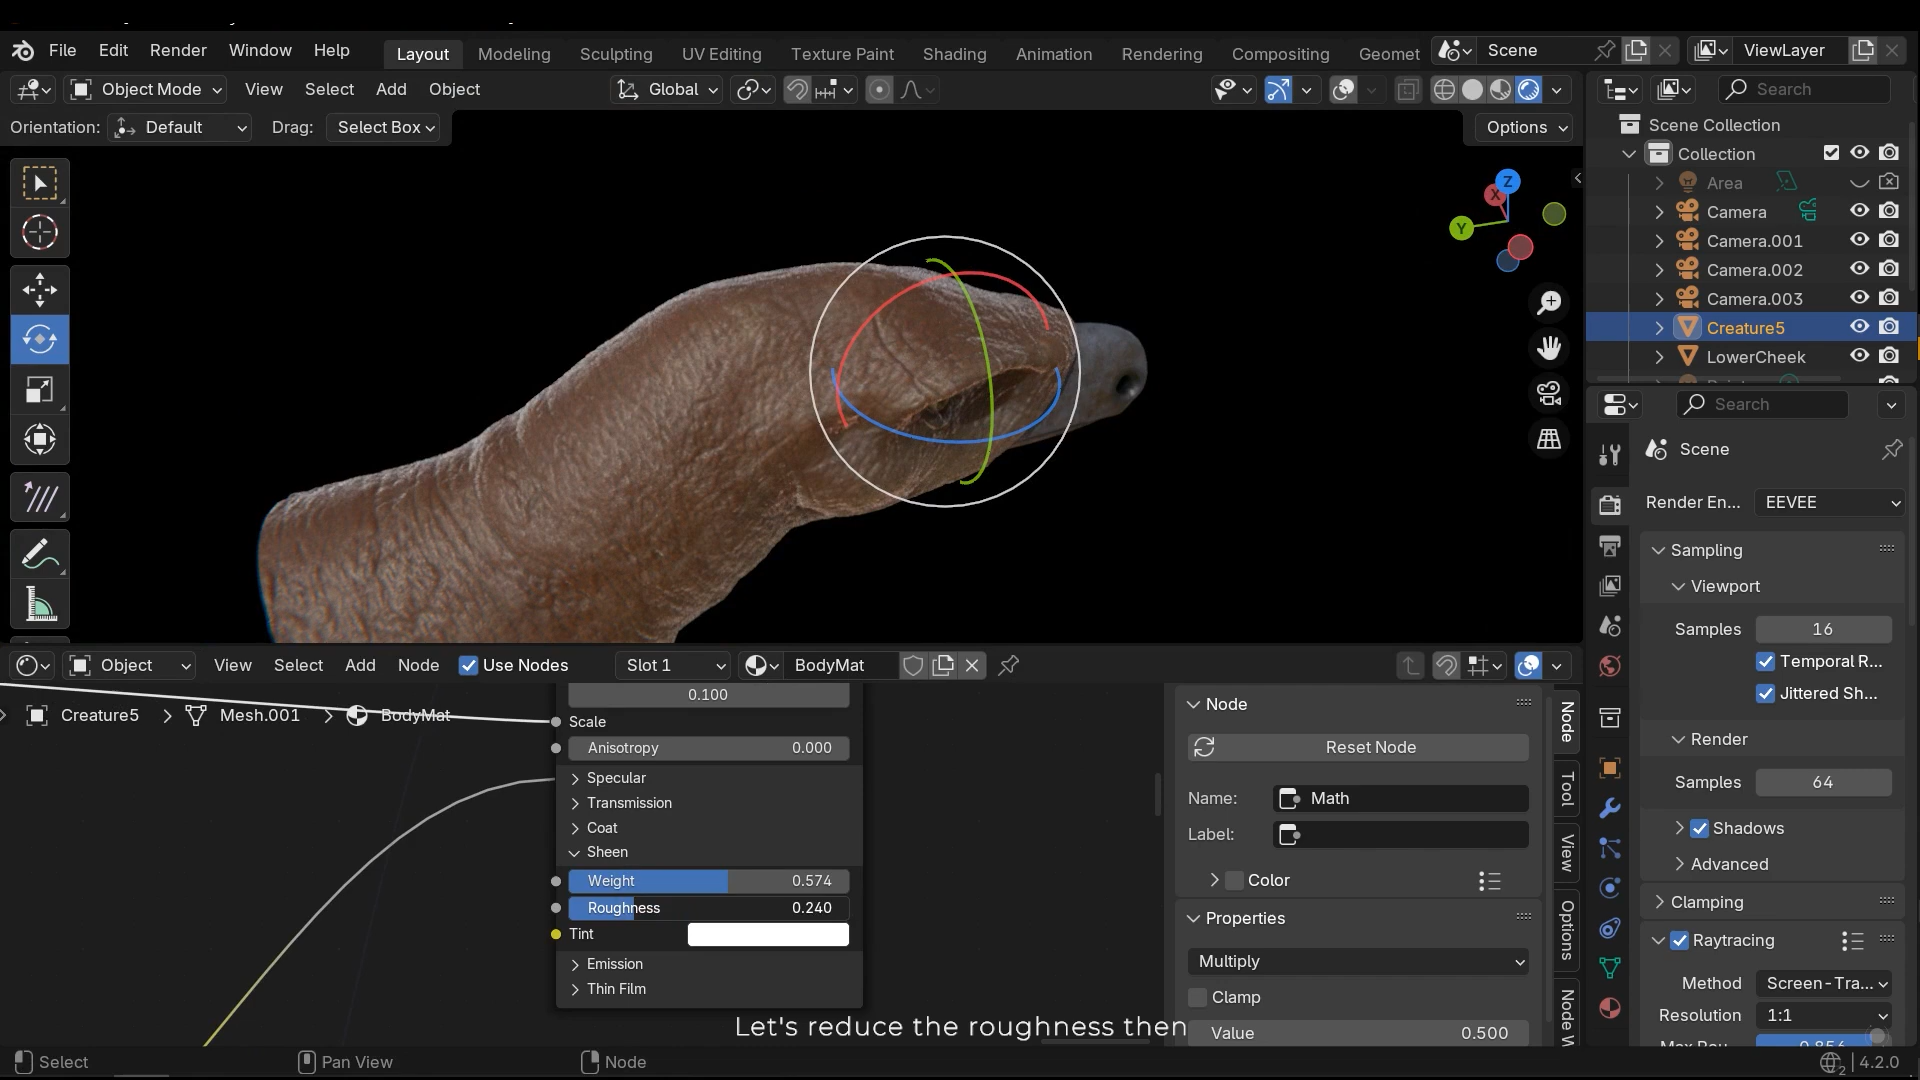 File Edit Render Window Help Layout Modeling Sculpting UV Editing Texture Paint Shading Animation Rendering Compositing Geomet Scene ViewLayer
Object Mode View Select Add Object Global Options Search
Orientation: Default Drag: Select Box
Z
X
Y
Scene Collection
Collection
Area
Camera
Camera.001
Camera.002
Camera.003
Creature5
LowerCheek
Search
Scene
Render En... EEVEE
Sampling
Viewport
Samples 16
Temporal R...
Jittered Sh...
Render
Samples 64
Shadows
Advanced
Clamping
Raytracing
Method Screen-Tra...
Resolution 1:1
Object View Select Add Node Use Nodes Slot 1 BodyMat
Creature5 > Mesh.001 > BodyMat
0.100
Scale
Anisotropy 0.000
Specular
Transmission
Coat
Sheen
Weight 0.574
Roughness 0.240
Tint
Emission
Thin Film
Node
Reset Node
Name: Math
Label:
Color
Properties
Multiply
Clamp
Value 0.500
Node
Tool
View
Options
Node W
Let's reduce the roughness then
Select Pan View Node 2 | 4.2.0